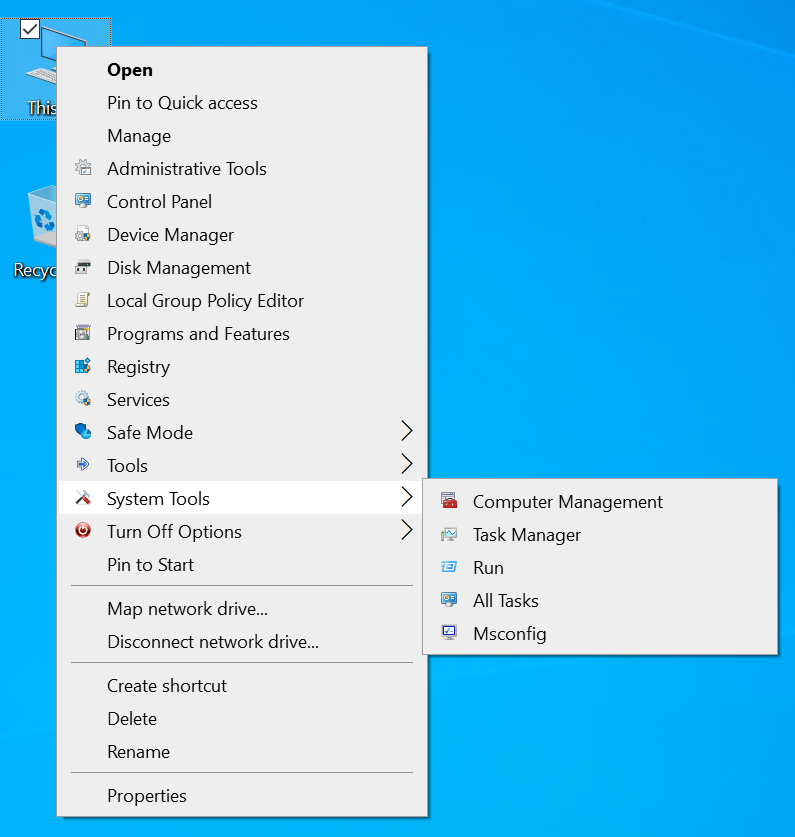 This
Recyc
Open
Pin to Quick access
Manage
Administrative Tools
Control Panel
Device Manager
Disk Management
Local Group Policy Editor
Programs and Features
Registry
Services
Safe Mode
Tools
System Tools
Turn Off Options
Pin to Start
Map network drive...
Disconnect network drive...
Create shortcut
Delete
Rename
Properties
Computer Management
Task Manager
Run
All Tasks
Msconfig